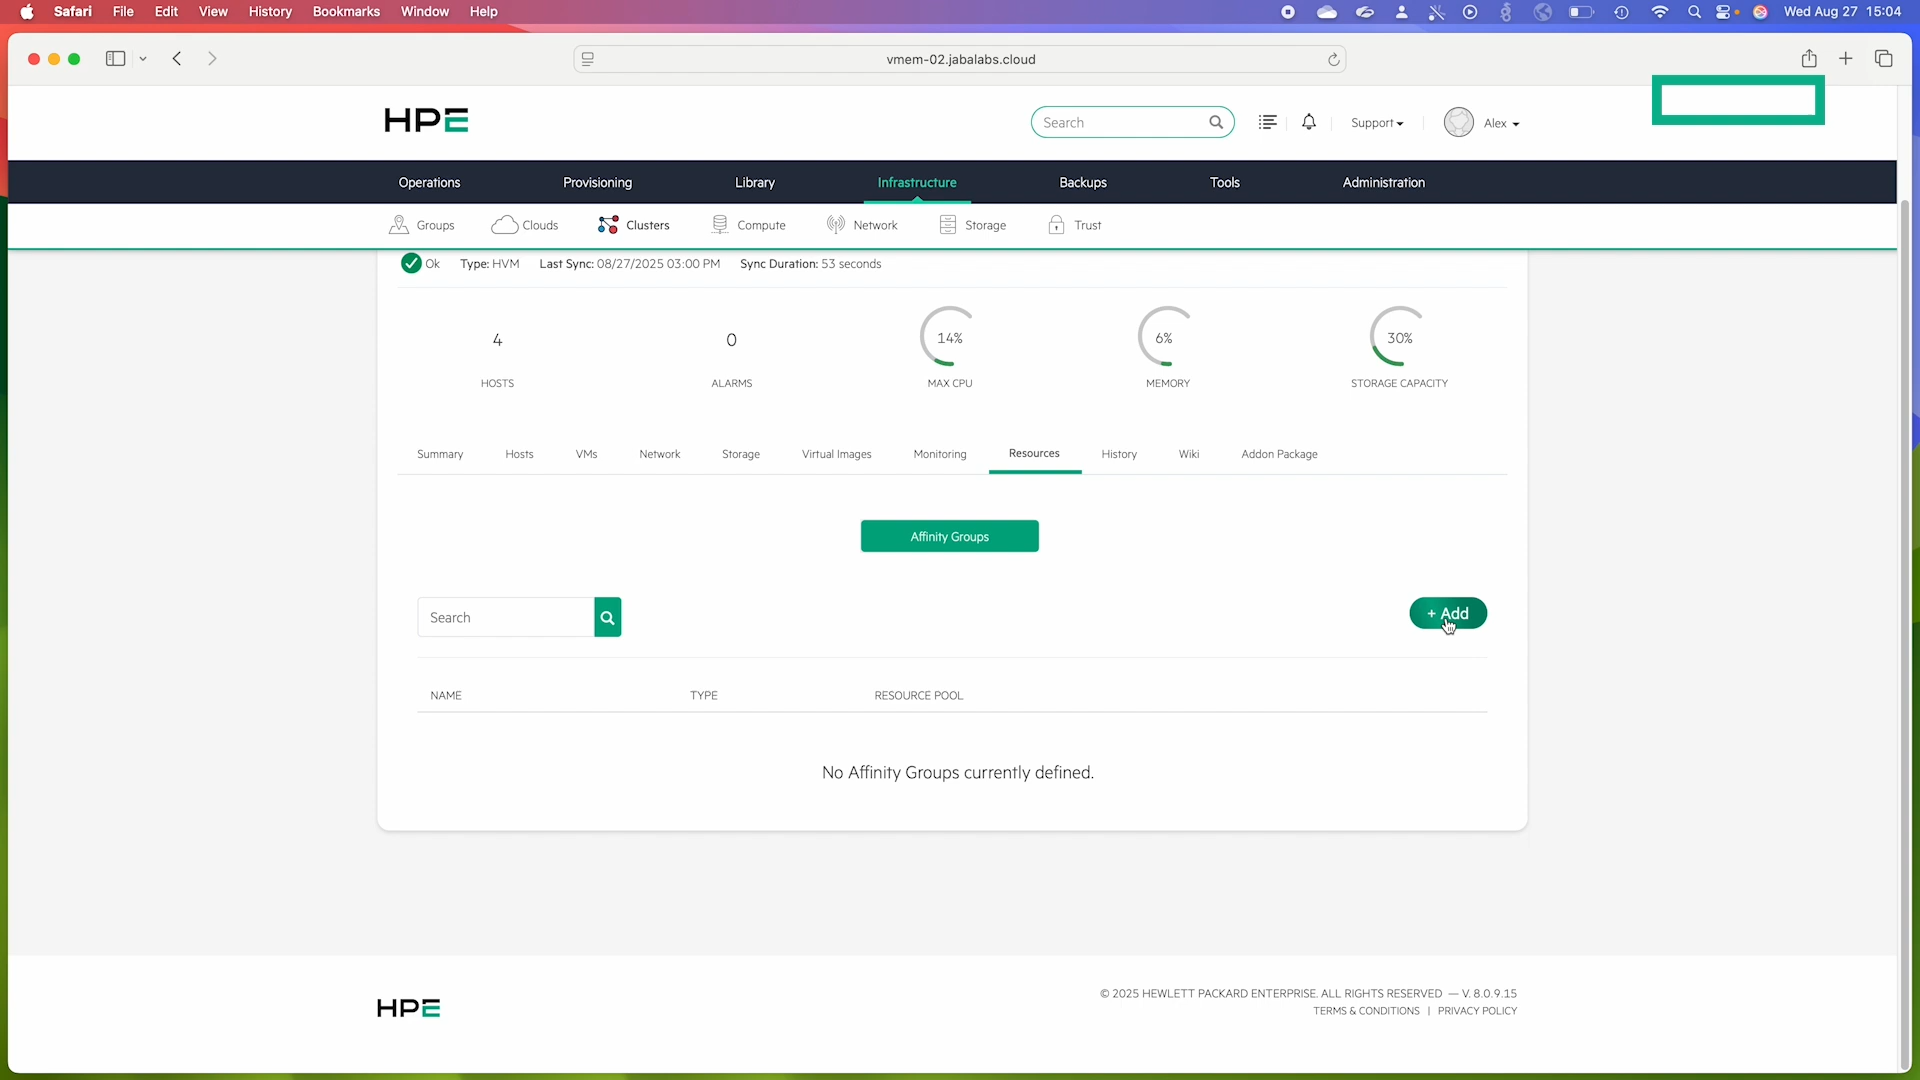 Safari File Edit View History Bookmarks Window Help Wed Aug 27 15:04
vmem-02.jabalabs.cloud
HPE Search Support Alex
Operations Provisioning Library Infrastructure Backups Tools Administration
Groups Clouds Clusters Compute Network Storage Trust
Ok Type: HVM Last Sync: 08/27/2025 03:00 PM Sync Duration: 53 seconds
4 0 14% 6% 30%
HOSTS ALARMS MAX CPU MEMORY STORAGE CAPACITY
Summary Hosts VMs Network Storage Virtual Images Monitoring Resources History Wiki Addon Package
Affinity Groups
Search + Add
NAME TYPE RESOURCE POOL
No Affinity Groups currently defined.
© 2025 HEWLETT PACKARD ENTERPRISE. ALL RIGHTS RESERVED — V. 8.0.9.15
HPE TERMS & CONDITIONS | PRIVACY POLICY